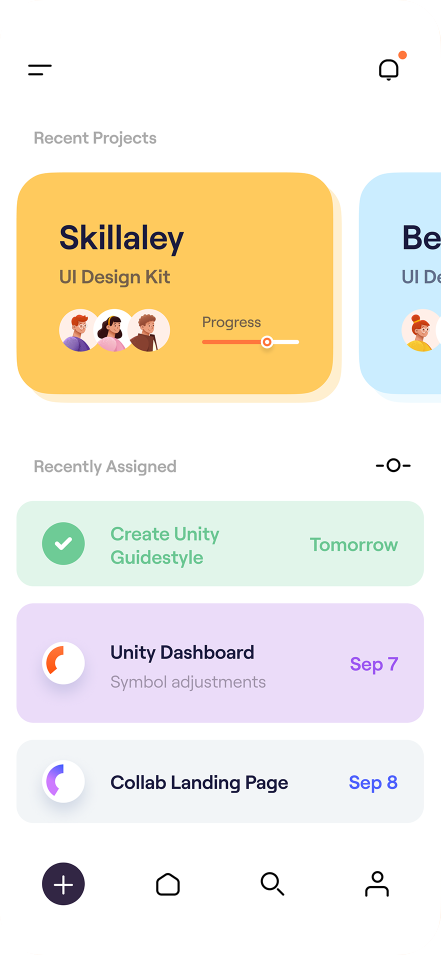 Recent Projects
Skillaley
UI Design Kit
Progress
Be
UI De
Recently Assigned
Create Unity
Guidestyle
Tomorrow
Unity Dashboard
Symbol adjustments
Sep 7
Collab Landing Page
Sep 8